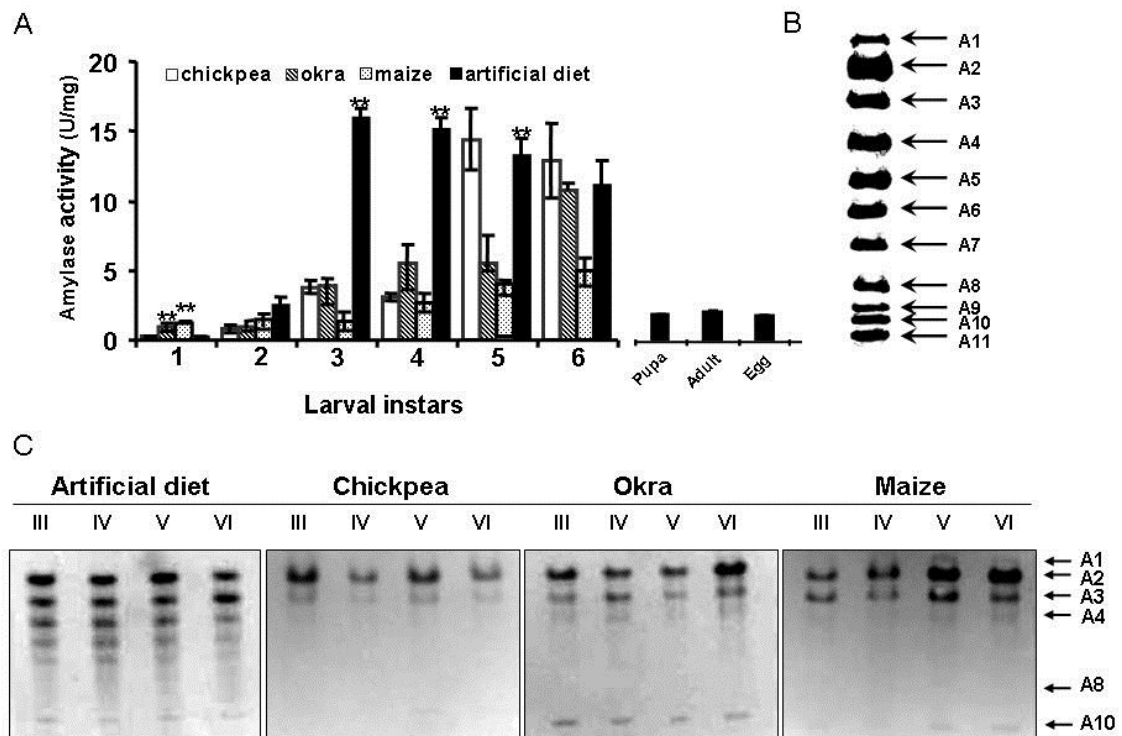 A
B
20
15
10
5
0
Amylase activity (U/mg)
chickpea okra maize artificial diet
**
**
**
** **
1 2 3 4 5 6
Larval instars
Pupa Adult Egg
A1
A2
A3
A4
A5
A6
A7
A8
A9
A10
A11
C
Artificial diet Chickpea Okra Maize
III IV V VI III IV V VI III IV V VI III IV V VI
A1
A2
A3
A4
A8
A10